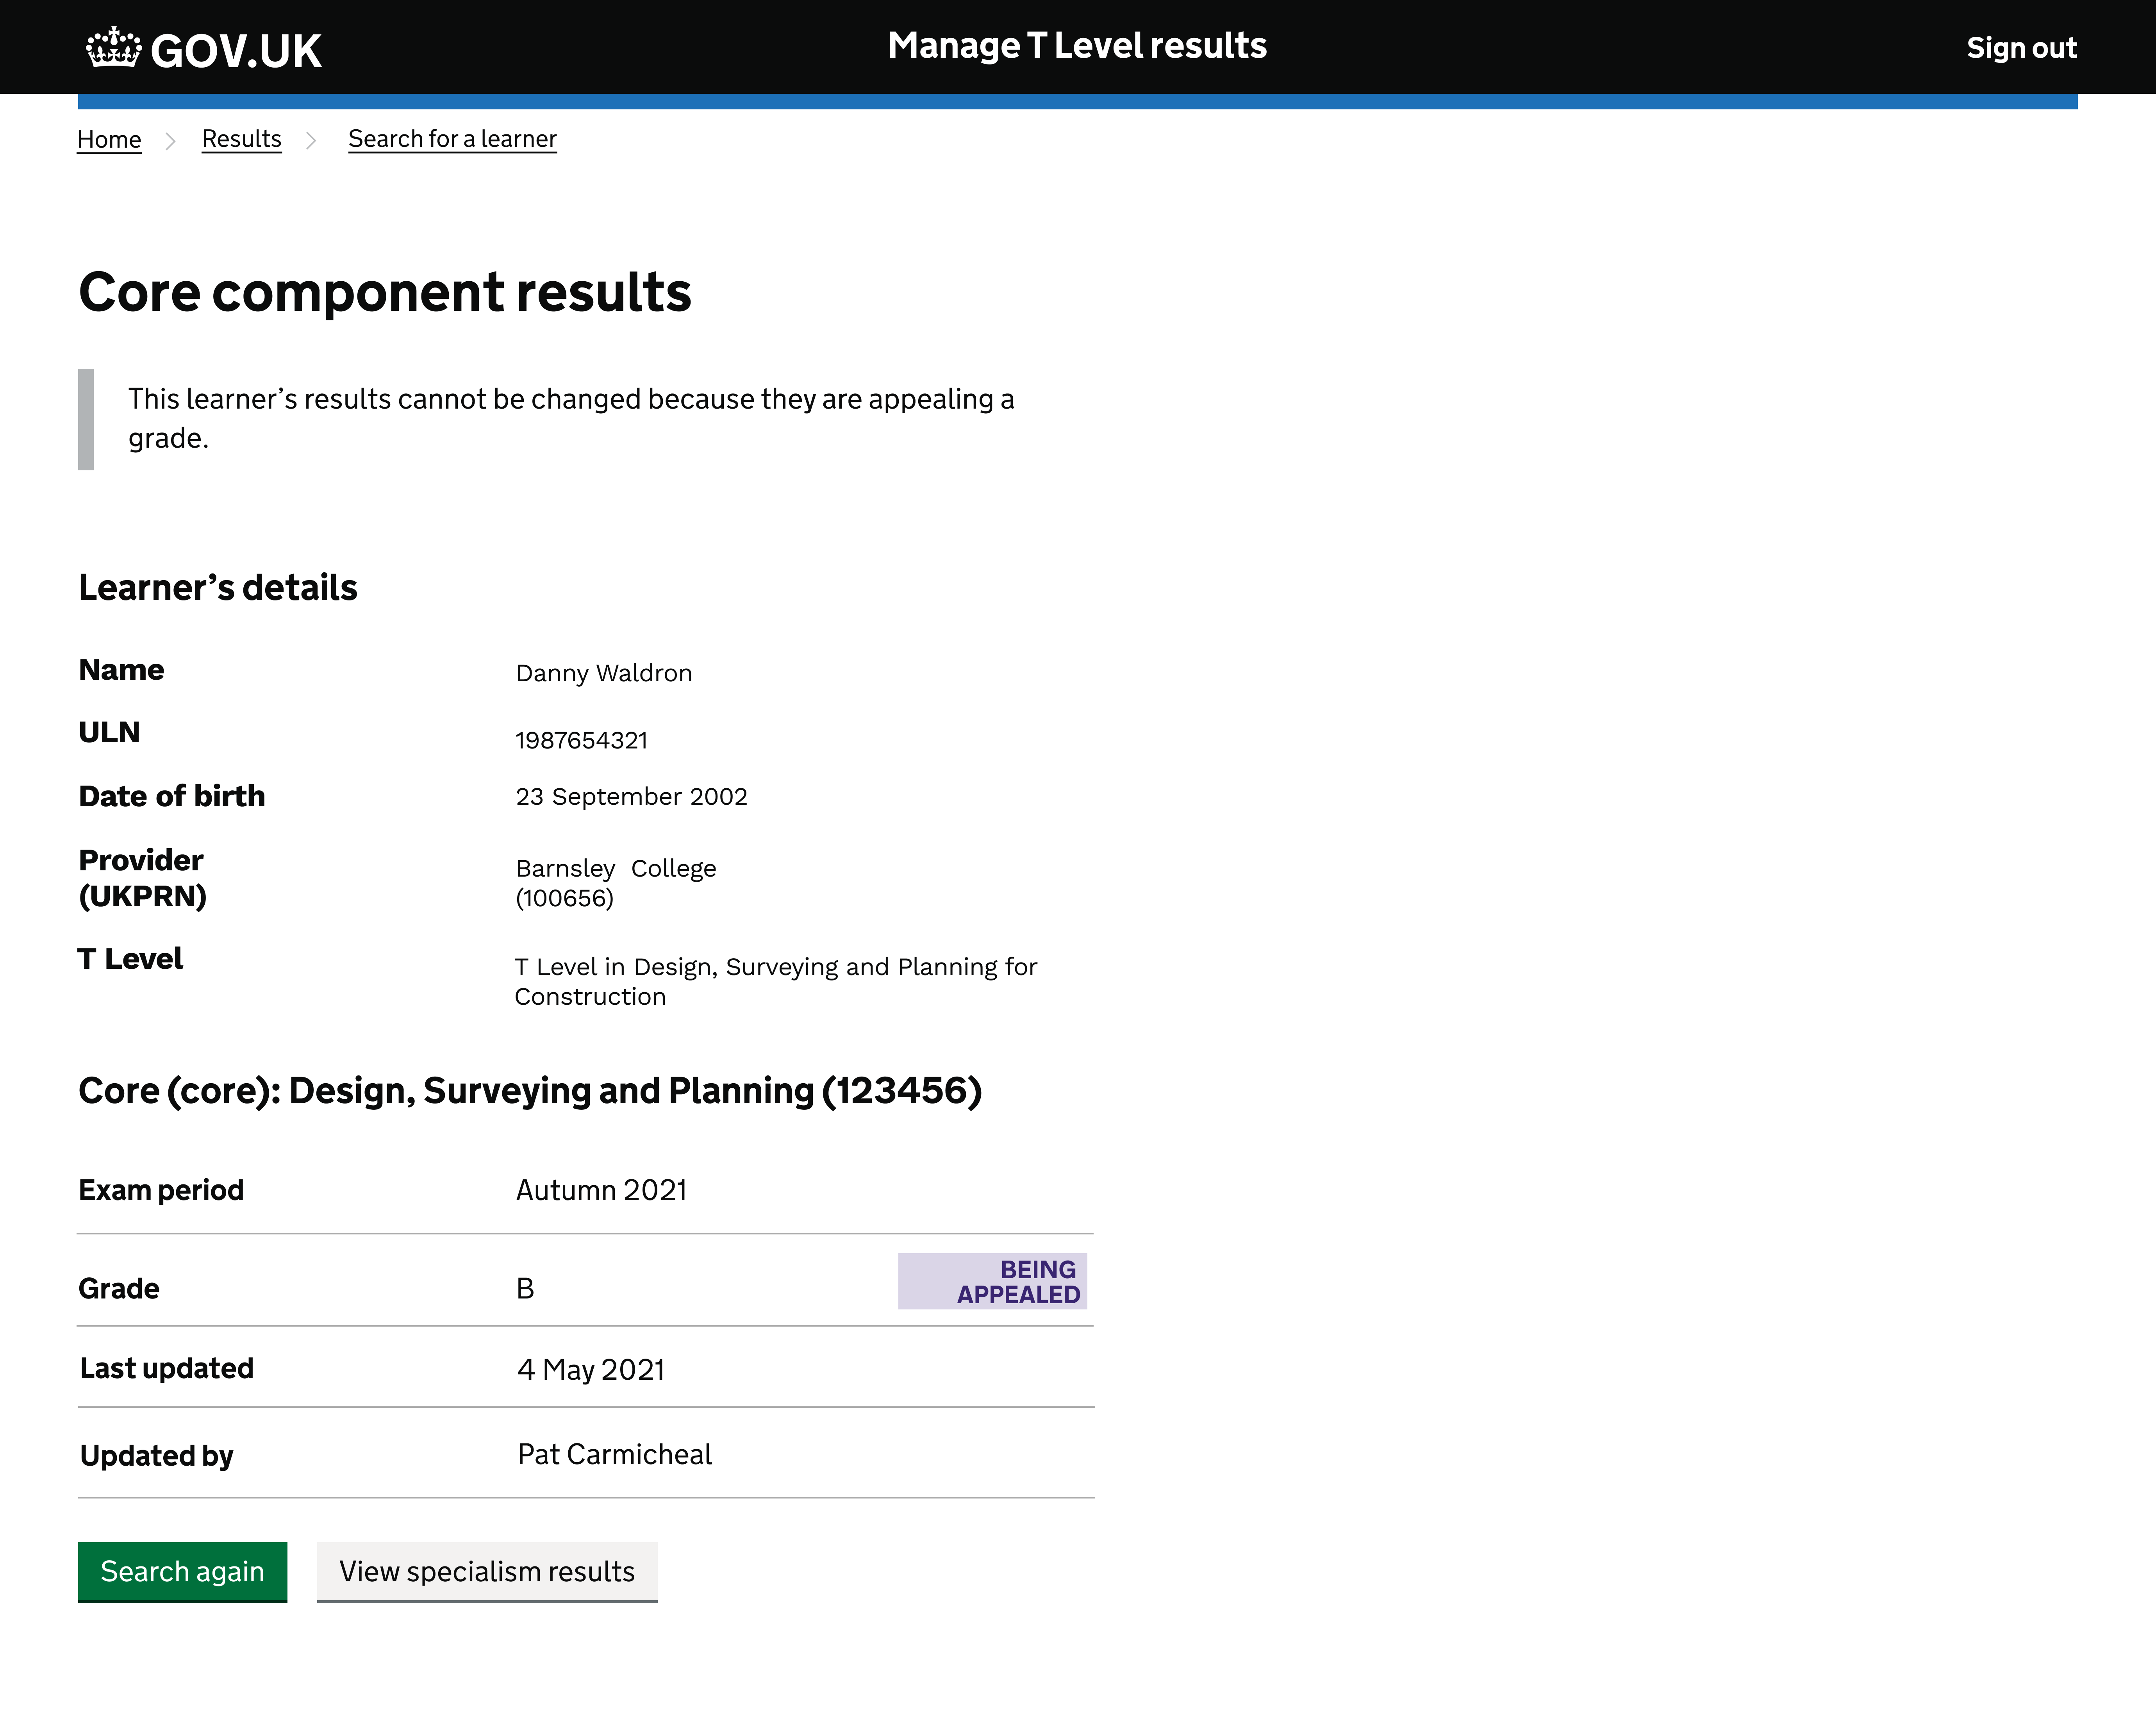 GOV.UK
Manage T Level results
Sign out
Home
Results
Search for a learner
Core component results
This learner’s results cannot be changed because they are appealing a
grade.
Learner’s details
Name
Danny Waldron
ULN
1987654321
Date of birth
23 September 2002
Provider
(UKPRN)
Barnsley College
(100656)
T Level
T Level in Design, Surveying and Planning for
Construction
Core (core): Design, Surveying and Planning (123456)
Exam period
Autumn 2021
Grade
B
BEING
APPEALED
Last updated
4 May 2021
Updated by
Pat Carmicheal
Search again
View specialism results